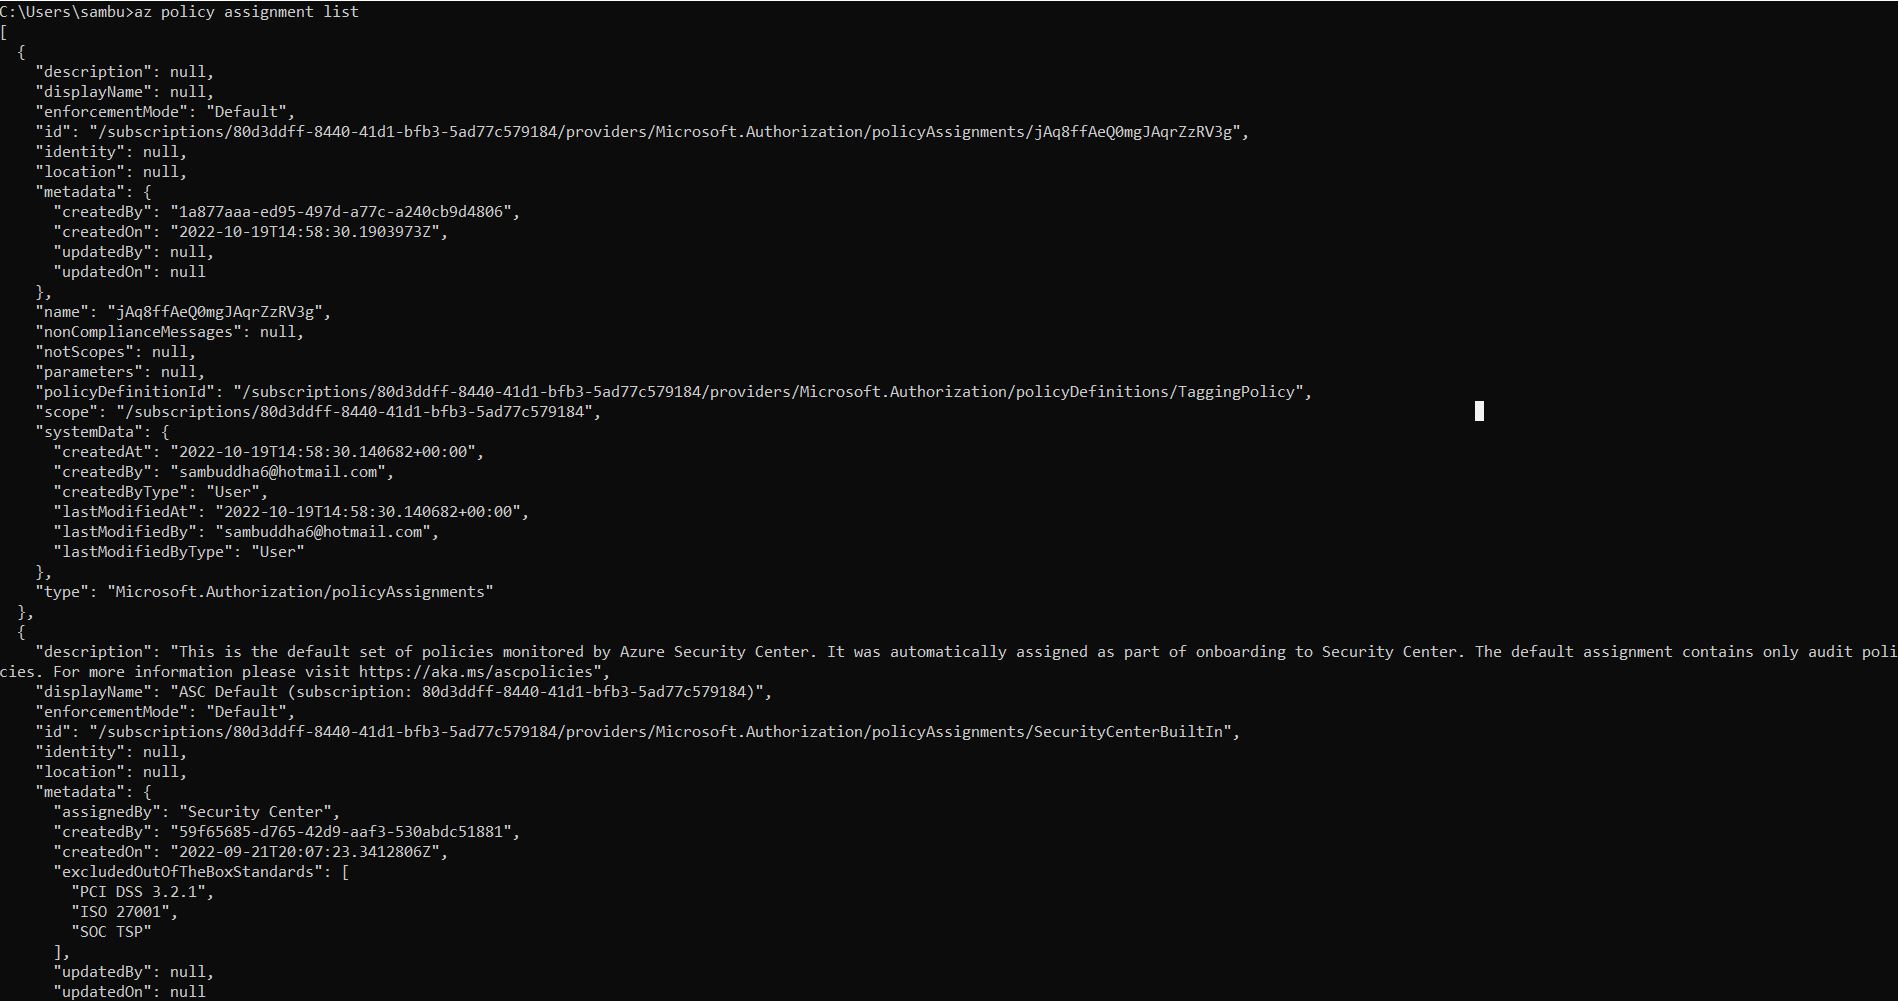 C:\Users\sambu>az policy assignment list
[
  {
    "description": null,
    "displayName": null,
    "enforcementMode": "Default",
    "id": "/subscriptions/80d3ddff-8440-41d1-bfb3-5ad77c579184/providers/Microsoft.Authorization/policyAssignments/jAq8ffAeQ0mgJAqrZzRV3g",
    "identity": null,
    "location": null,
    "metadata": {
      "createdBy": "1a877aaa-ed95-497d-a77c-a240cb9d4806",
      "createdOn": "2022-10-19T14:58:30.1903973Z",
      "updatedBy": null,
      "updatedOn": null
    },
    "name": "jAq8ffAeQ0mgJAqrZzRV3g",
    "nonComplianceMessages": null,
    "notScopes": null,
    "parameters": null,
    "policyDefinitionId": "/subscriptions/80d3ddff-8440-41d1-bfb3-5ad77c579184/providers/Microsoft.Authorization/policyDefinitions/TaggingPolicy",
    "scope": "/subscriptions/80d3ddff-8440-41d1-bfb3-5ad77c579184",
    "systemData": {
      "createdAt": "2022-10-19T14:58:30.140682+00:00",
      "createdBy": "sambuddha6@hotmail.com",
      "createdByType": "User",
      "lastModifiedAt": "2022-10-19T14:58:30.140682+00:00",
      "lastModifiedBy": "sambuddha6@hotmail.com",
      "lastModifiedByType": "User"
    },
    "type": "Microsoft.Authorization/policyAssignments"
  },
  {
    "description": "This is the default set of policies monitored by Azure Security Center. It was automatically assigned as part of onboarding to Security Center. The default assignment contains only audit poli
cies. For more information please visit https://aka.ms/ascpolicies",
    "displayName": "ASC Default (subscription: 80d3ddff-8440-41d1-bfb3-5ad77c579184)",
    "enforcementMode": "Default",
    "id": "/subscriptions/80d3ddff-8440-41d1-bfb3-5ad77c579184/providers/Microsoft.Authorization/policyAssignments/SecurityCenterBuiltIn",
    "identity": null,
    "location": null,
    "metadata": {
      "assignedBy": "Security Center",
      "createdBy": "59f65685-d765-42d9-aaf3-530abdc51881",
      "createdOn": "2022-09-21T20:07:23.3412806Z",
      "excludedOutOfTheBoxStandards": [
        "PCI DSS 3.2.1",
        "ISO 27001",
        "SOC TSP"
      ],
      "updatedBy": null,
      "updatedOn": null